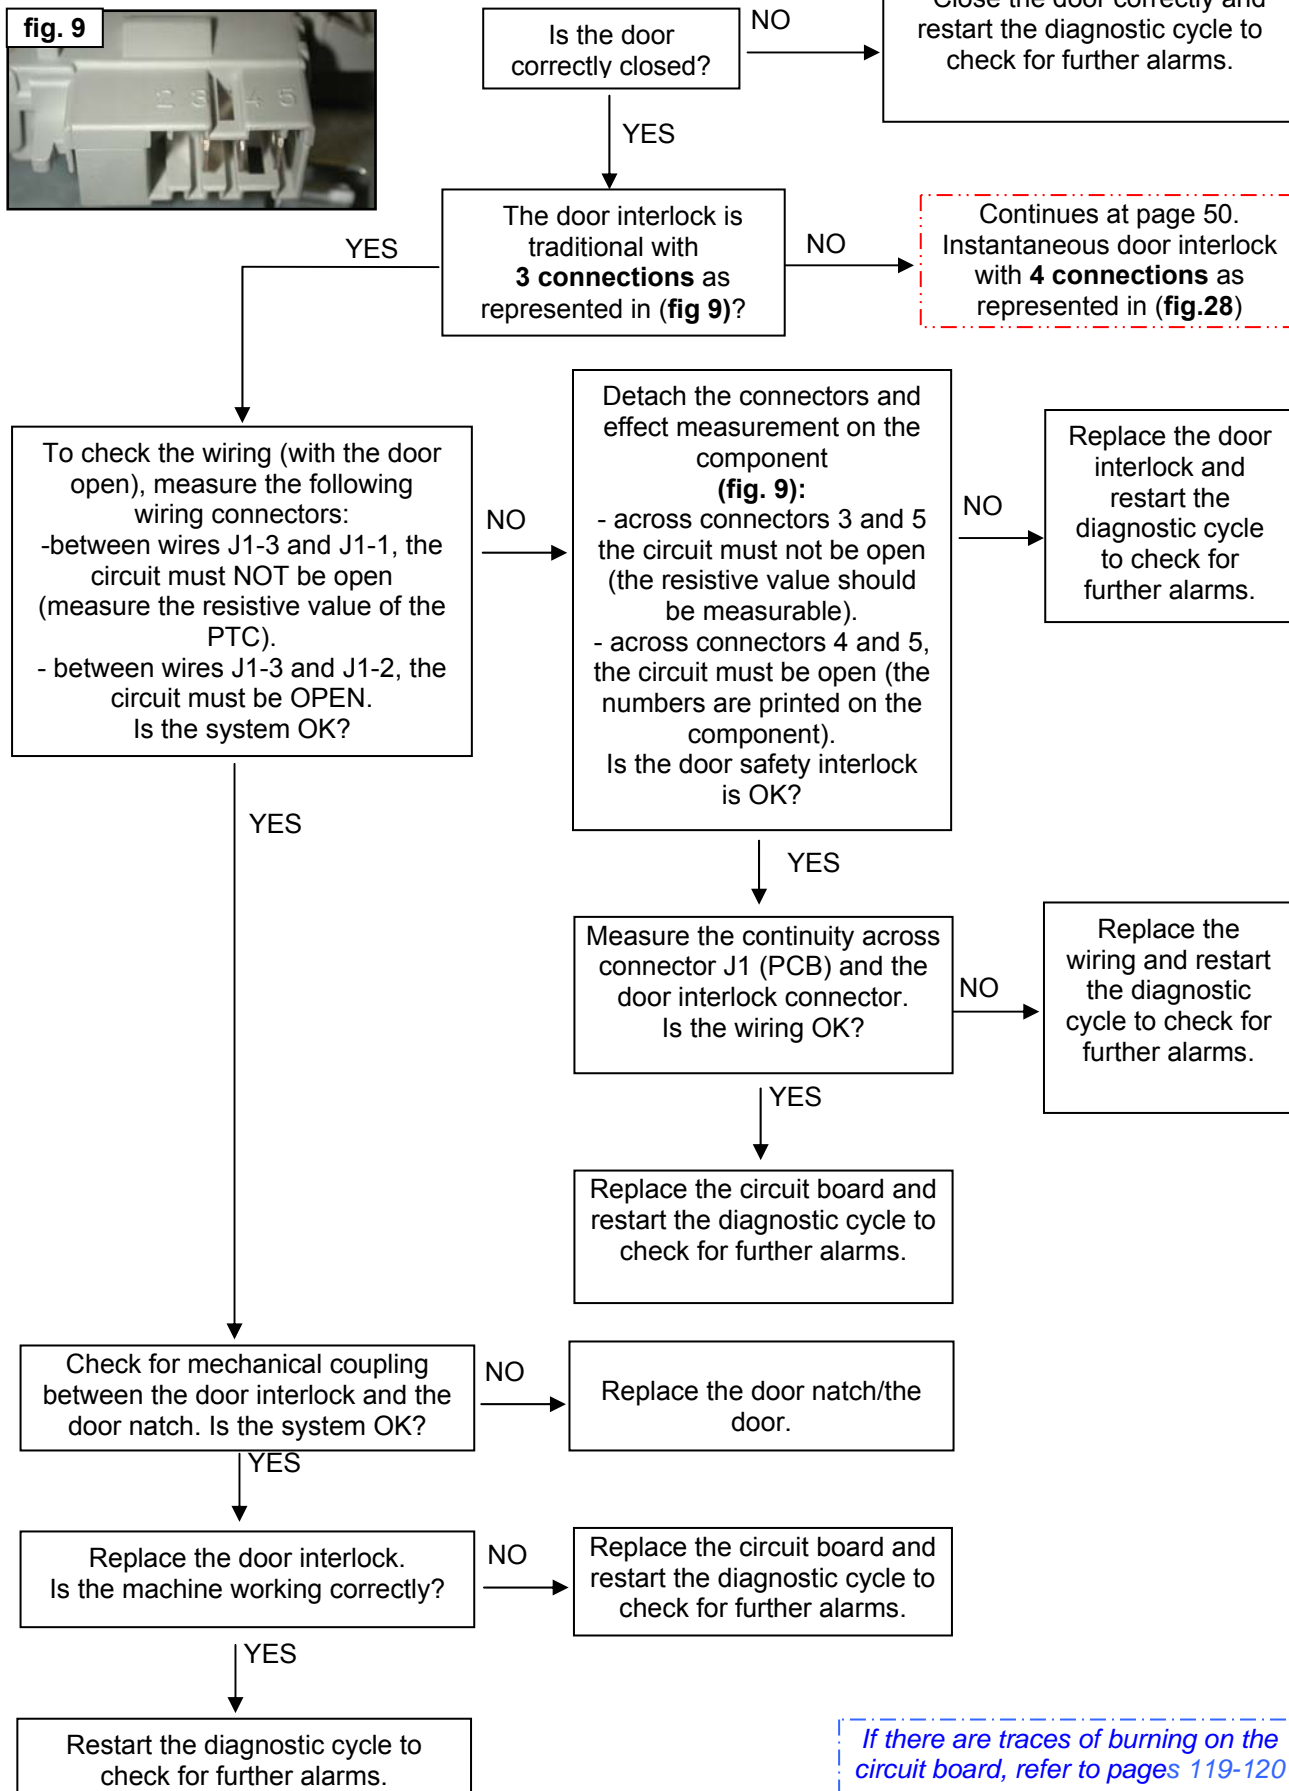 fig. 9
2 3 4 5
Is the door
correctly closed?
NO
Close the door correctly and
restart the diagnostic cycle to
check for further alarms.
YES
The door interlock is
traditional with
3 connections as
represented in (fig 9)?
YES
NO
Continues at page 50.
Instantaneous door interlock
with 4 connections as
represented in (fig.28)
To check the wiring (with the door
open), measure the following
wiring connectors:
-between wires J1-3 and J1-1, the
circuit must NOT be open
(measure the resistive value of the
PTC).
- between wires J1-3 and J1-2, the
circuit must be OPEN.
Is the system OK?
NO
Detach the connectors and
effect measurement on the
component
(fig. 9):
- across connectors 3 and 5
the circuit must not be open
(the resistive value should
be measurable).
- across connectors 4 and 5,
the circuit must be open (the
numbers are printed on the
component).
Is the door safety interlock
is OK?
NO
Replace the door
interlock and
restart the
diagnostic cycle
to check for
further alarms.
YES
YES
Measure the continuity across
connector J1 (PCB) and the
door interlock connector.
Is the wiring OK?
NO
Replace the
wiring and restart
the diagnostic
cycle to check for
further alarms.
YES
Replace the circuit board and
restart the diagnostic cycle to
check for further alarms.
Check for mechanical coupling
between the door interlock and the
door natch. Is the system OK?
NO
Replace the door natch/the
door.
YES
Replace the door interlock.
Is the machine working correctly?
NO
Replace the circuit board and
restart the diagnostic cycle to
check for further alarms.
YES
Restart the diagnostic cycle to
check for further alarms.
If there are traces of burning on the
circuit board, refer to pages 119-120